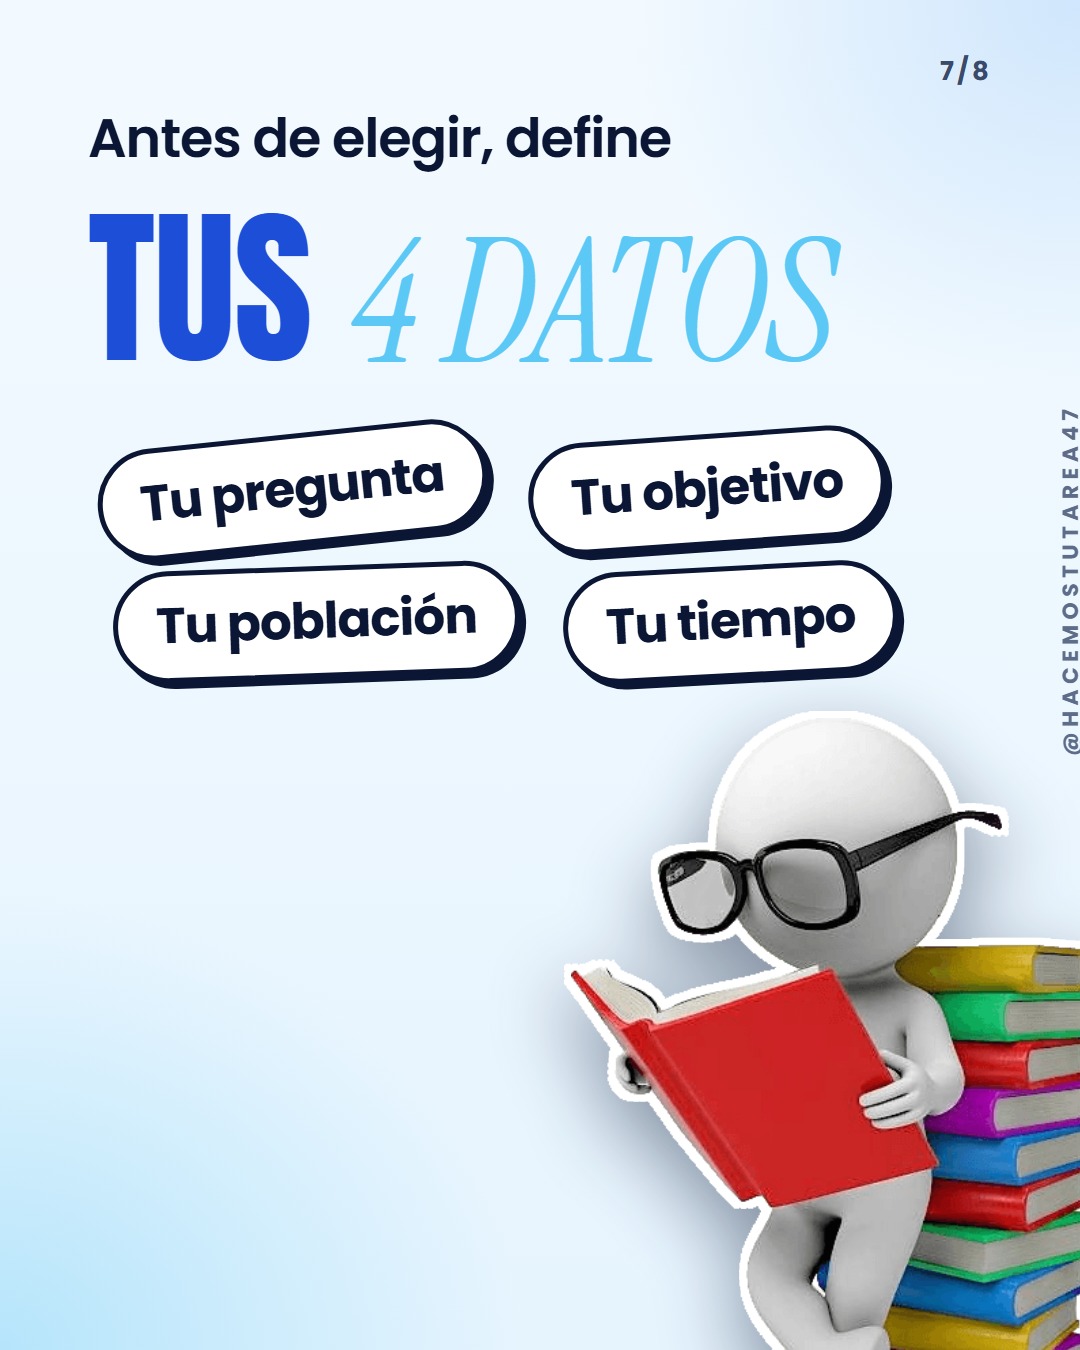 7/8
Antes de elegir, define
TUS 4 DATOS
Tu pregunta
Tu objetivo
Tu población
Tu tiempo
@HACEMOSTUTAREA47